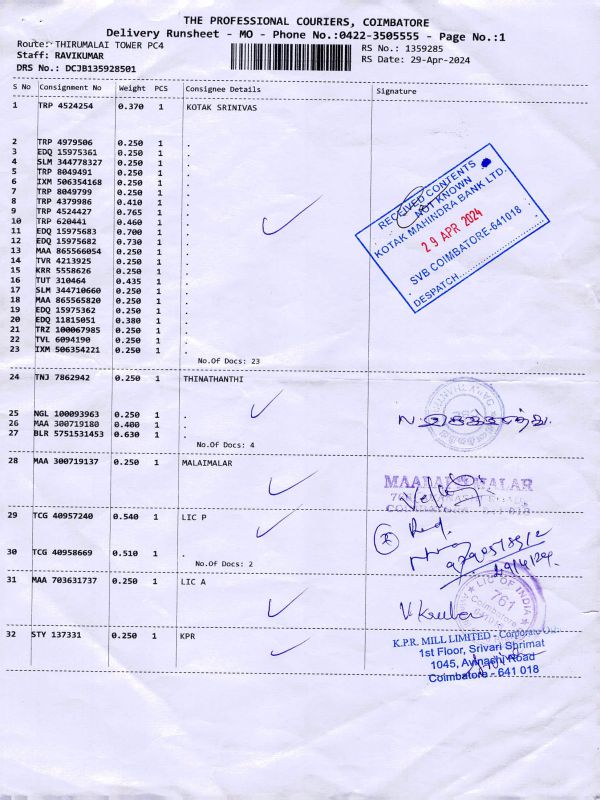 THE PROFESSIONAL COURIERS, COIMBATORE
Delivery Runsheet - MO - Phone No.:0422-3505555 - Page No.:1
Route: THIRUMALAI TOWER PC4
RS No.: 1359285
Staff: RAVIKUMAR
RS Date: 29-Apr-2024
DRS No.: DCJB135928501
S No Consignment No Weight PCS Consignee Details Signature
1 TRP 4524254 0.370 1 KOTAK SRINIVAS
2 TRP 4979506 0.250 1 .
3 EDQ 15975361 0.250 1 .
4 SLM 344778327 0.250 1 .
5 TRP 8049491 0.250 1 .
6 IXM 506354168 0.250 1 .
7 TRP 8049799 0.250 1 .
8 TRP 4379986 0.410 1 .
9 TRP 4524427 0.765 1 .
10 TRP 620441 0.460 1 .
11 EDQ 15975683 0.700 1 .
12 EDQ 15975682 0.730 1 .
13 MAA 865566054 0.250 1 .
14 TVR 4213925 0.250 1 .
15 KRR 5558626 0.250 1 .
16 TUT 310464 0.435 1 .
17 SLM 344710660 0.250 1 .
18 MAA 865565820 0.250 1 .
19 EDQ 15975362 0.250 1 .
20 EDQ 11815051 0.380 1 .
21 TRZ 100067985 0.250 1 .
22 TVL 6094190 0.250 1 .
23 IXM 506354221 0.250 1 .
No.Of Docs: 23
RECEIVED CONTENTS
NOT KNOWN
KOTAK MAHINDRA BANK LTD.
29 APR 2024
SVB COIMBATORE-641018
DESPATCH
24 TNJ 7862942 0.250 1 THINATHANTHI
25 NGL 100093963 0.250 1 .
26 MAA 300719180 0.400 1 .
27 BLR 5751531453 0.630 1 .
No.Of Docs: 4
28 MAA 300719137 0.250 1 MALAIMALAR
29 TCG 40957240 0.540 1 LIC P
30 TCG 40958669 0.510 1 .
No.Of Docs: 2
31 MAA 703631737 0.250 1 LIC A
LIC OF INDIA
761
Coimbatore
32 STY 137331 0.250 1 KPR
K.P.R. MILL LIMITED - Corporate
1st Floor, Srivari Shrimat
1045, Avinashi Road
Coimbatore - 641 018